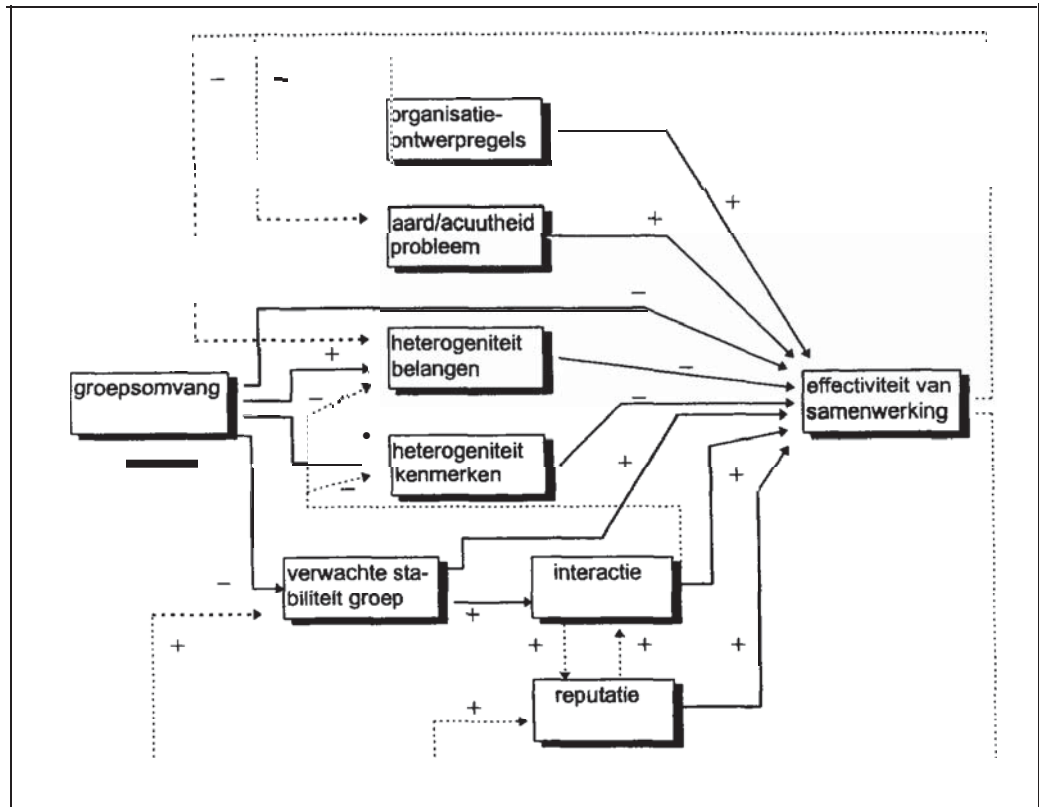 −
−
organisatie-
ontwerpregels
+
aard/acuutheid
probleem
+
−
heterogeniteit
belangen
+
−
−
groepsomvang
effectiviteit van
samenwerking
−
heterogeniteit
kenmerken
−
+
+
verwachte sta-
biliteit groep
−
interactie
+
+
+
+
+
reputatie
+